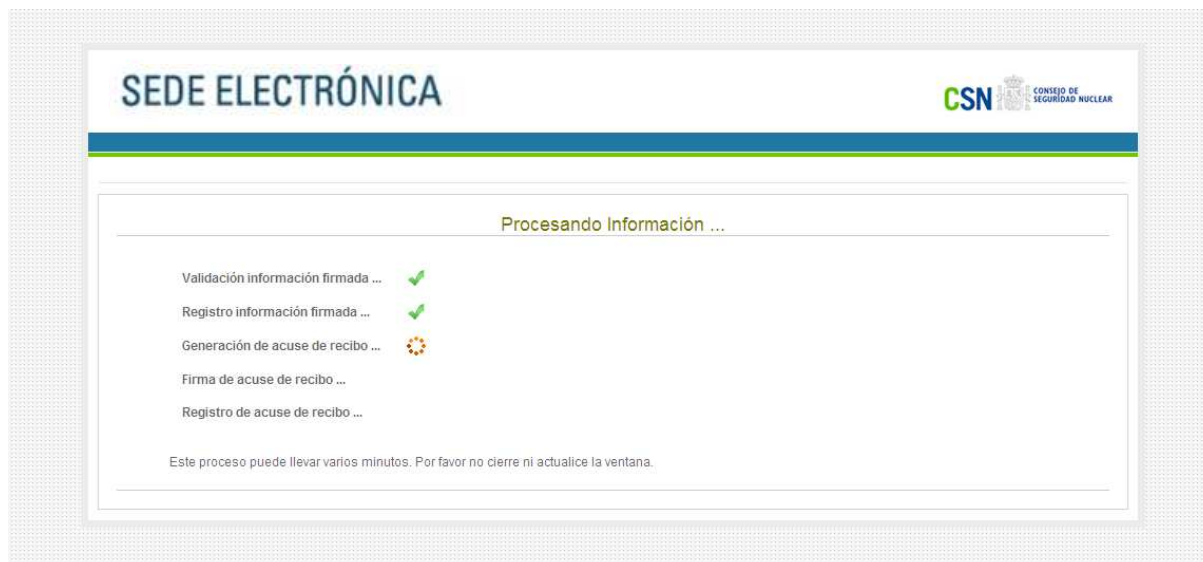 SEDE ELECTRÓNICA
CSN
CONSEJO DE
SEGURIDAD NUCLEAR
Procesando Información ...
Validación información firmada ...
Registro información firmada ...
Generación de acuse de recibo ...
Firma de acuse de recibo ...
Registro de acuse de recibo ...
Este proceso puede llevar varios minutos. Por favor no cierre ni actualice la ventana.